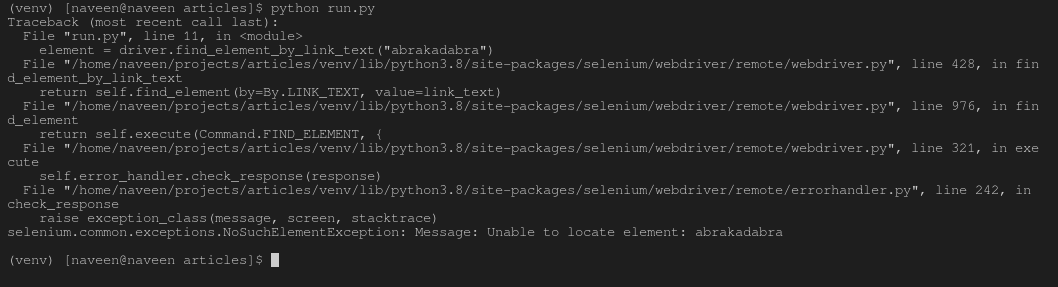 (venv) [naveen@naveen articles]$ python run.py
Traceback (most recent call last):
  File "run.py", line 11, in <module>
    element = driver.find_element_by_link_text("abrakadabra")
  File "/home/naveen/projects/articles/venv/lib/python3.8/site-packages/selenium/webdriver/remote/webdriver.py", line 428, in fin
d_element_by_link_text
    return self.find_element(by=By.LINK_TEXT, value=link_text)
  File "/home/naveen/projects/articles/venv/lib/python3.8/site-packages/selenium/webdriver/remote/webdriver.py", line 976, in fin
d_element
    return self.execute(Command.FIND_ELEMENT, {
  File "/home/naveen/projects/articles/venv/lib/python3.8/site-packages/selenium/webdriver/remote/webdriver.py", line 321, in exe
cute
    self.error_handler.check_response(response)
  File "/home/naveen/projects/articles/venv/lib/python3.8/site-packages/selenium/webdriver/remote/errorhandler.py", line 242, in
check_response
    raise exception_class(message, screen, stacktrace)
selenium.common.exceptions.NoSuchElementException: Message: Unable to locate element: abrakadabra

(venv) [naveen@naveen articles]$